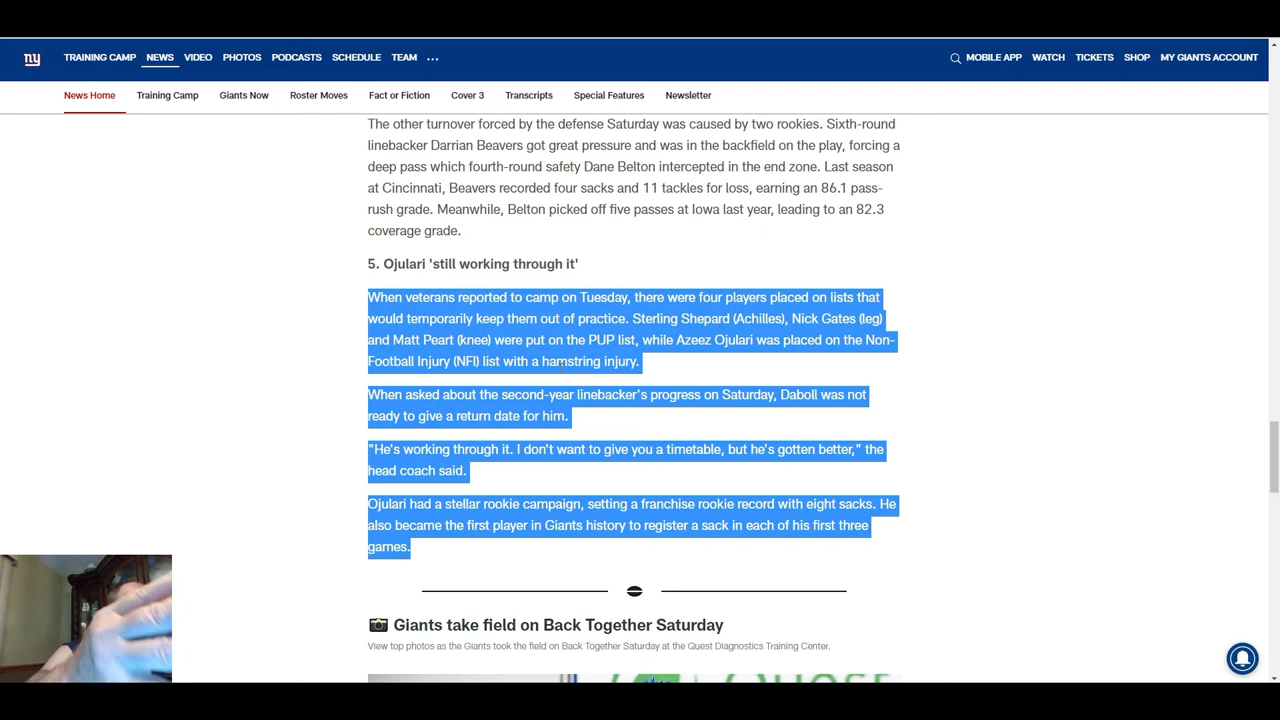 ny
TRAINING CAMP NEWS VIDEO PHOTOS PODCASTS SCHEDULE TEAM ...
MOBILE APP WATCH TICKETS SHOP MY GIANTS ACCOUNT
News Home Training Camp Giants Now Roster Moves Fact or Fiction Cover 3 Transcripts Special Features Newsletter
The other turnover forced by the defense Saturday was caused by two rookies. Sixth-round
linebacker Darrian Beavers got great pressure and was in the backfield on the play, forcing a
deep pass which fourth-round safety Dane Belton intercepted in the end zone. Last season
at Cincinnati, Beavers recorded four sacks and 11 tackles for loss, earning an 86.1 pass-
rush grade. Meanwhile, Belton picked off five passes at Iowa last year, leading to an 82.3
coverage grade.
5. Ojulari 'still working through it'
When veterans reported to camp on Tuesday, there were four players placed on lists that
would temporarily keep them out of practice. Sterling Shepard (Achilles), Nick Gates (leg)
and Matt Peart (knee) were put on the PUP list, while Azeez Ojulari was placed on the Non-
Football Injury (NFI) list with a hamstring injury.
When asked about the second-year linebacker's progress on Saturday, Daboll was not
ready to give a return date for him.
"He's working through it. I don't want to give you a timetable, but he's gotten better," the
head coach said.
Ojulari had a stellar rookie campaign, setting a franchise rookie record with eight sacks. He
also became the first player in Giants history to register a sack in each of his first three
games.
Giants take field on Back Together Saturday
View top photos as the Giants took the field on Back Together Saturday at the Quest Diagnostics Training Center.